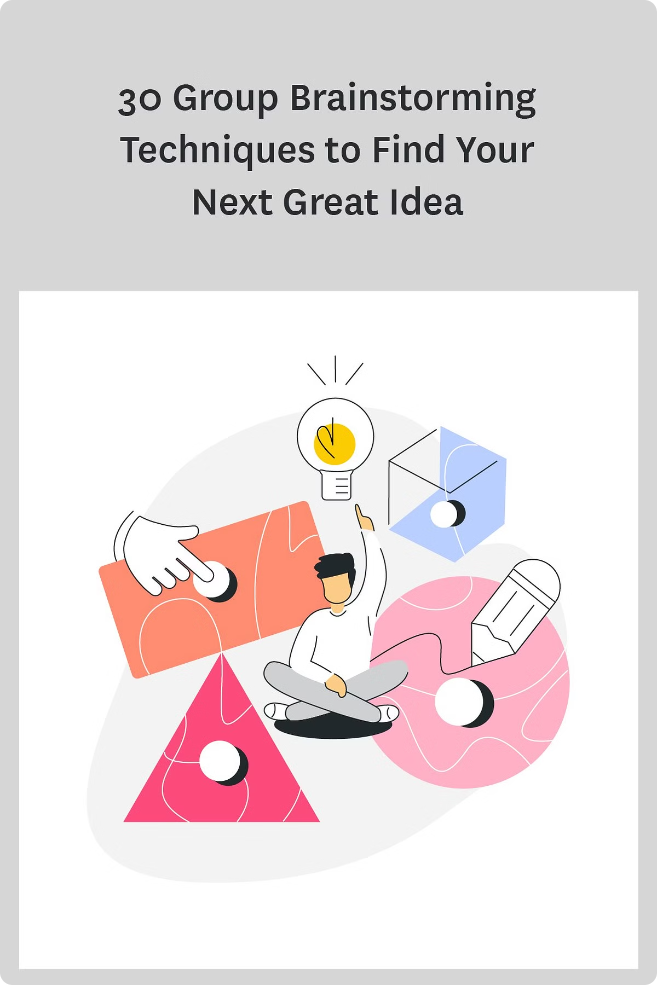 30 Group Brainstorming
Techniques to Find Your
Next Great Idea